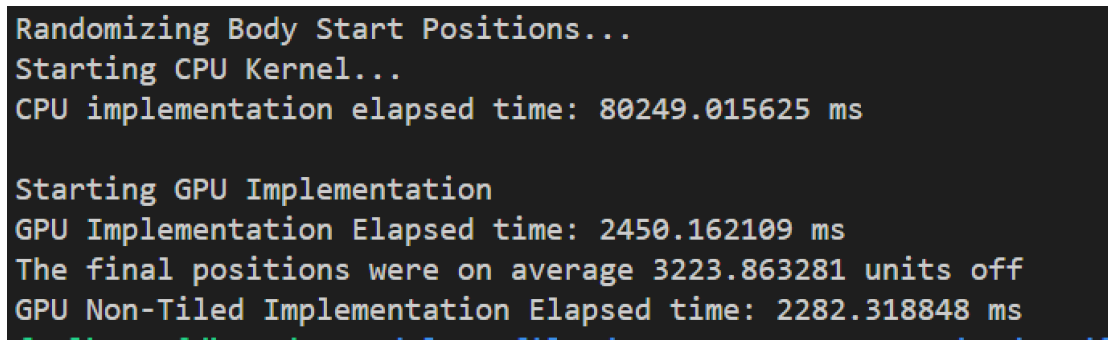 Randomizing Body Start Positions...
Starting CPU Kernel...
CPU implementation elapsed time: 80249.015625 ms
Starting GPU Implementation
GPU Implementation Elapsed time: 2450.162109 ms
The final positions were on average 3223.863281 units off
GPU Non-Tiled Implementation Elapsed time: 2282.318848 ms